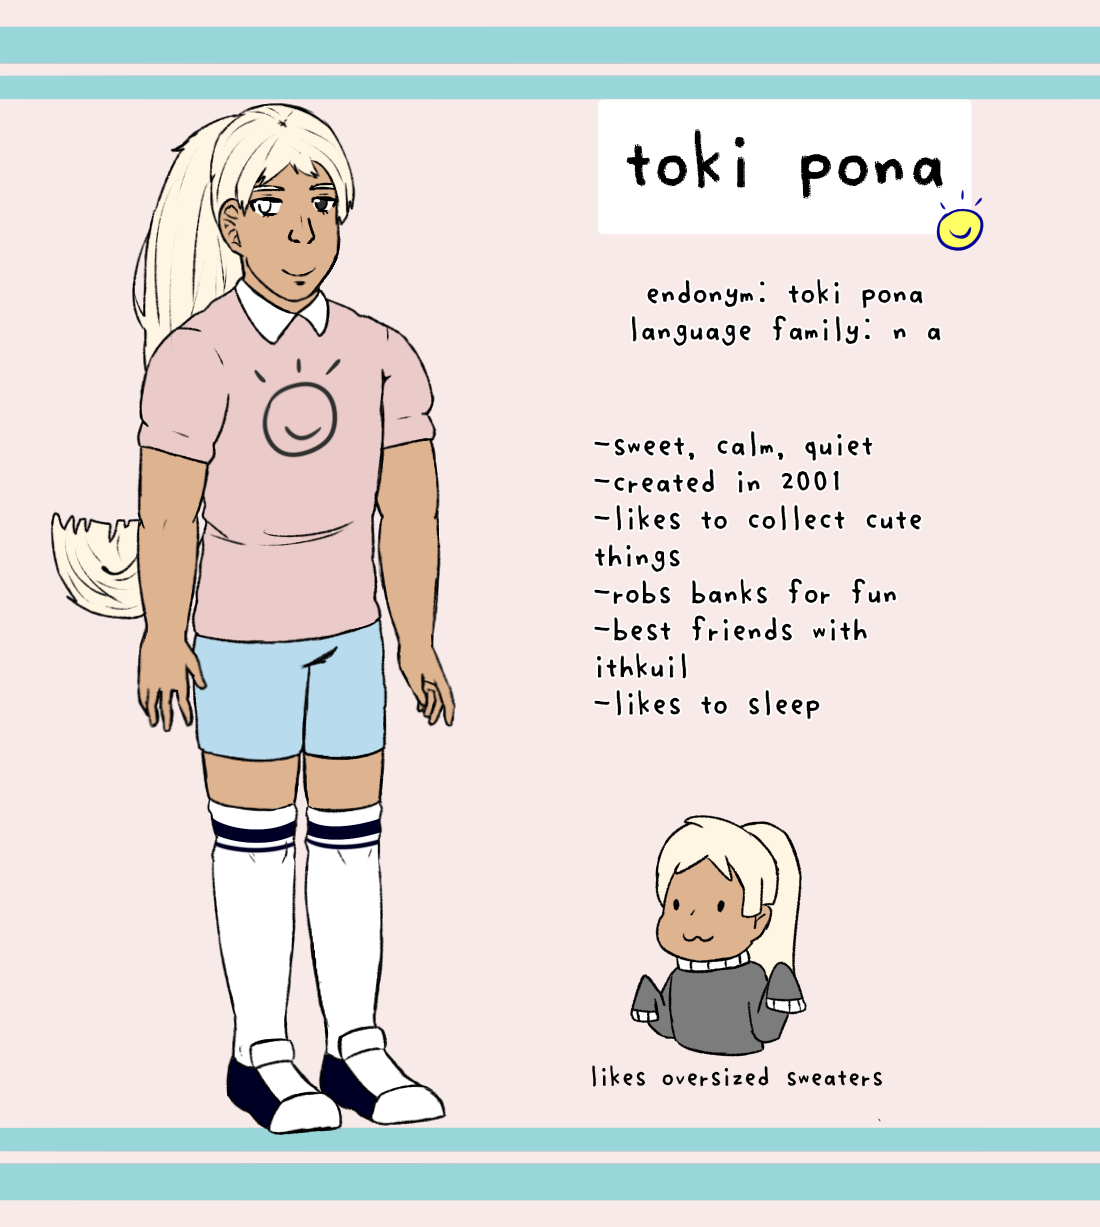 toki pona
endonym: toki pona
language family: n a
-sweet, calm, quiet
-created in 2001
-likes to collect cute
things
-robs banks for fun
-best friends with
ithkuil
-likes to sleep
likes oversized sweaters